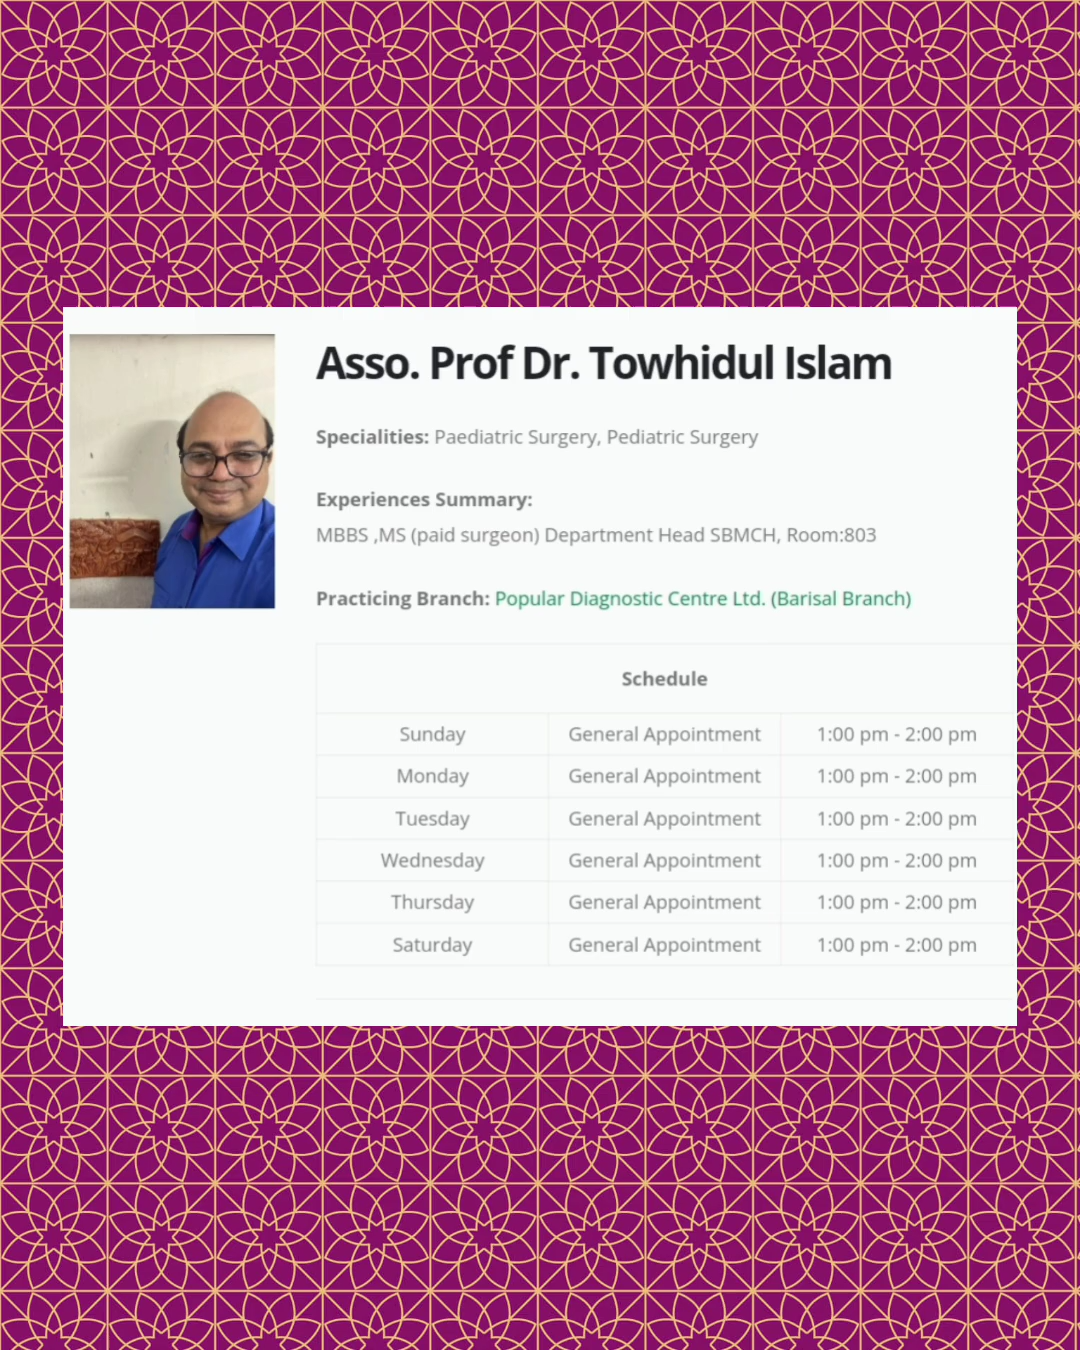 Asso. Prof Dr. Towhidul Islam
Specialities: Paediatric Surgery, Pediatric Surgery
Experiences Summary:
MBBS ,MS (paid surgeon) Department Head SBMCH, Room:803
Practicing Branch: Popular Diagnostic Centre Ltd. (Barisal Branch)
Schedule
Sunday General Appointment 1:00 pm - 2:00 pm
Monday General Appointment 1:00 pm - 2:00 pm
Tuesday General Appointment 1:00 pm - 2:00 pm
Wednesday General Appointment 1:00 pm - 2:00 pm
Thursday General Appointment 1:00 pm - 2:00 pm
Saturday General Appointment 1:00 pm - 2:00 pm